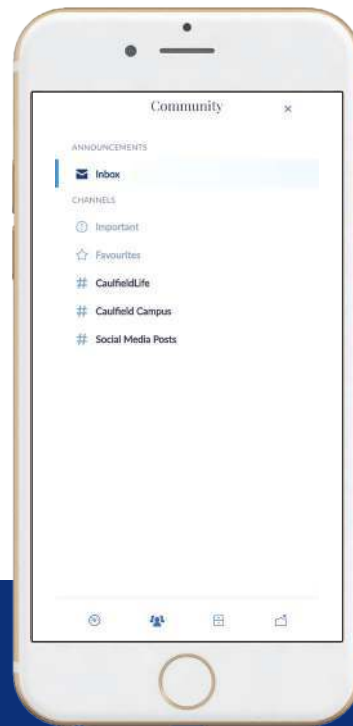 Community ×
ANNOUNCEMENTS
Inbox
CHANNELS
Important
Favourites
# CaulfieldLife
# Caulfield Campus
# Social Media Posts